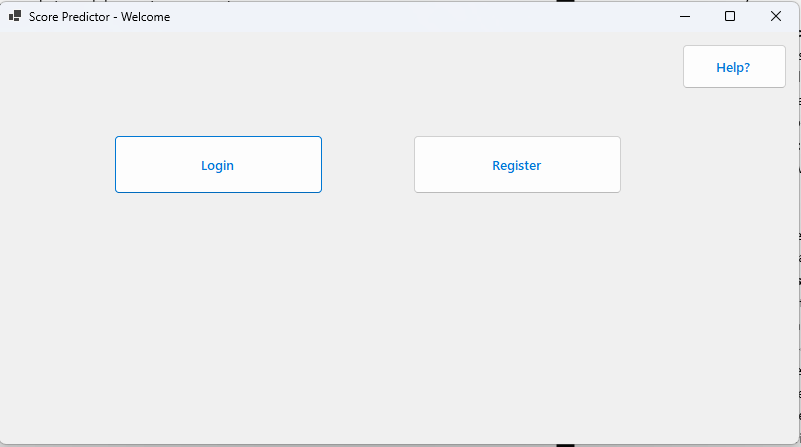 Score Predictor - Welcome
Help?
Login
Register